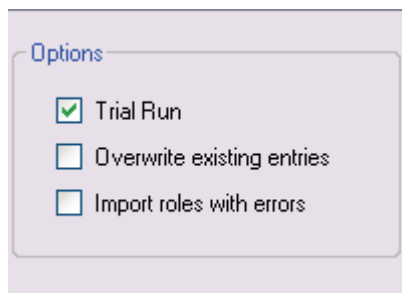 Options
Trial Run
Overwrite existing entries
Import roles with errors